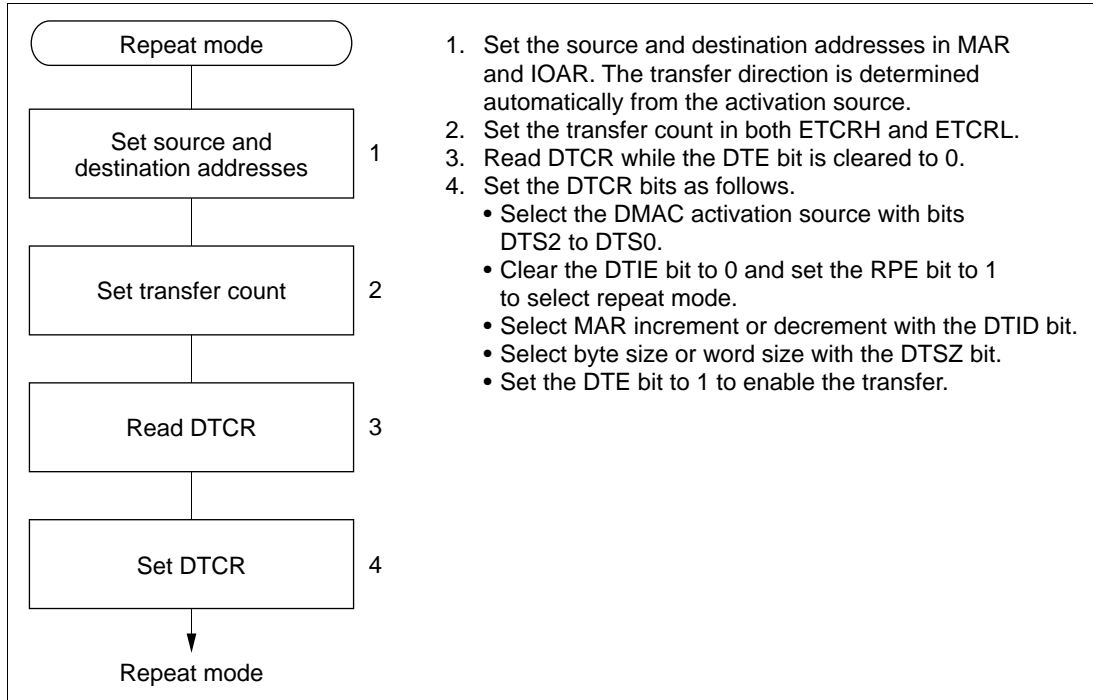 Repeat mode
Set source and
destination addresses
1
Set transfer count
2
Read DTCR
3
Set DTCR
4
Repeat mode
1. Set the source and destination addresses in MAR
and IOAR. The transfer direction is determined
automatically from the activation source.
2. Set the transfer count in both ETCRH and ETCRL.
3. Read DTCR while the DTE bit is cleared to 0.
4. Set the DTCR bits as follows.
• Select the DMAC activation source with bits
DTS2 to DTS0.
• Clear the DTIE bit to 0 and set the RPE bit to 1
to select repeat mode.
• Select MAR increment or decrement with the DTID bit.
• Select byte size or word size with the DTSZ bit.
• Set the DTE bit to 1 to enable the transfer.